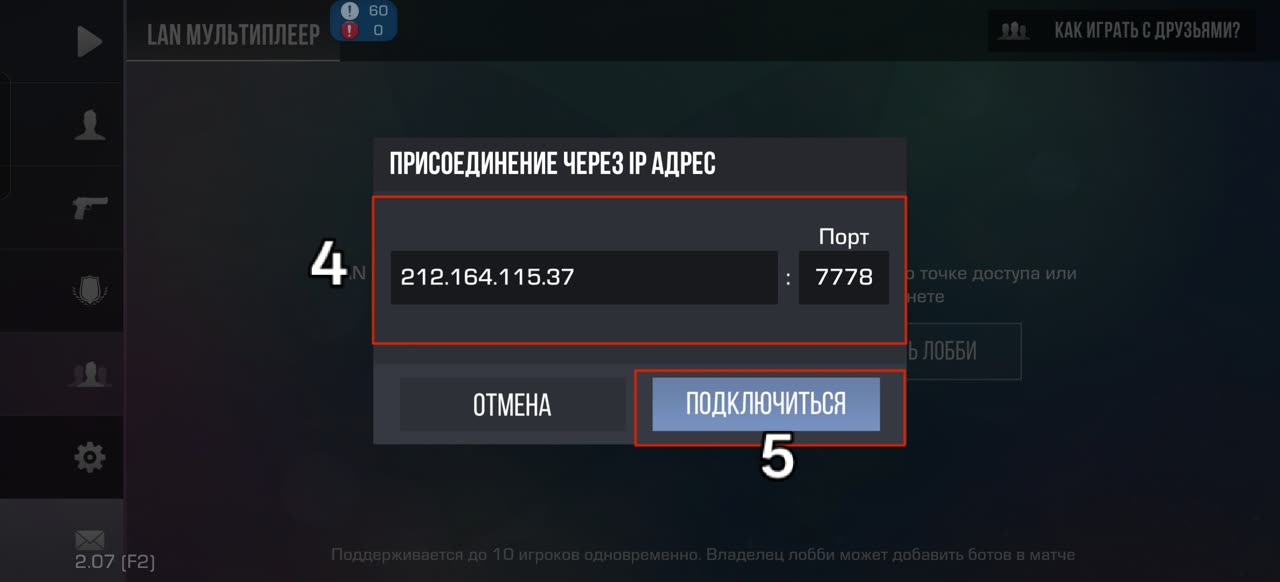 LAN МУЛЬТИПЛЕЕР
60
0
КАК ИГРАТЬ С ДРУЗЬЯМИ?
ПРИСОЕДИНЕНИЕ ЧЕРЕЗ IP АДРЕС
4
Порт
212.164.115.37 : 7778
точке доступа или
ЛОББИ
ОТМЕНА
ПОДКЛЮЧИТЬСЯ
5
2.07 (F2)
Поддерживается до 10 игроков одновременно. Владелец лобби может добавить ботов в матче